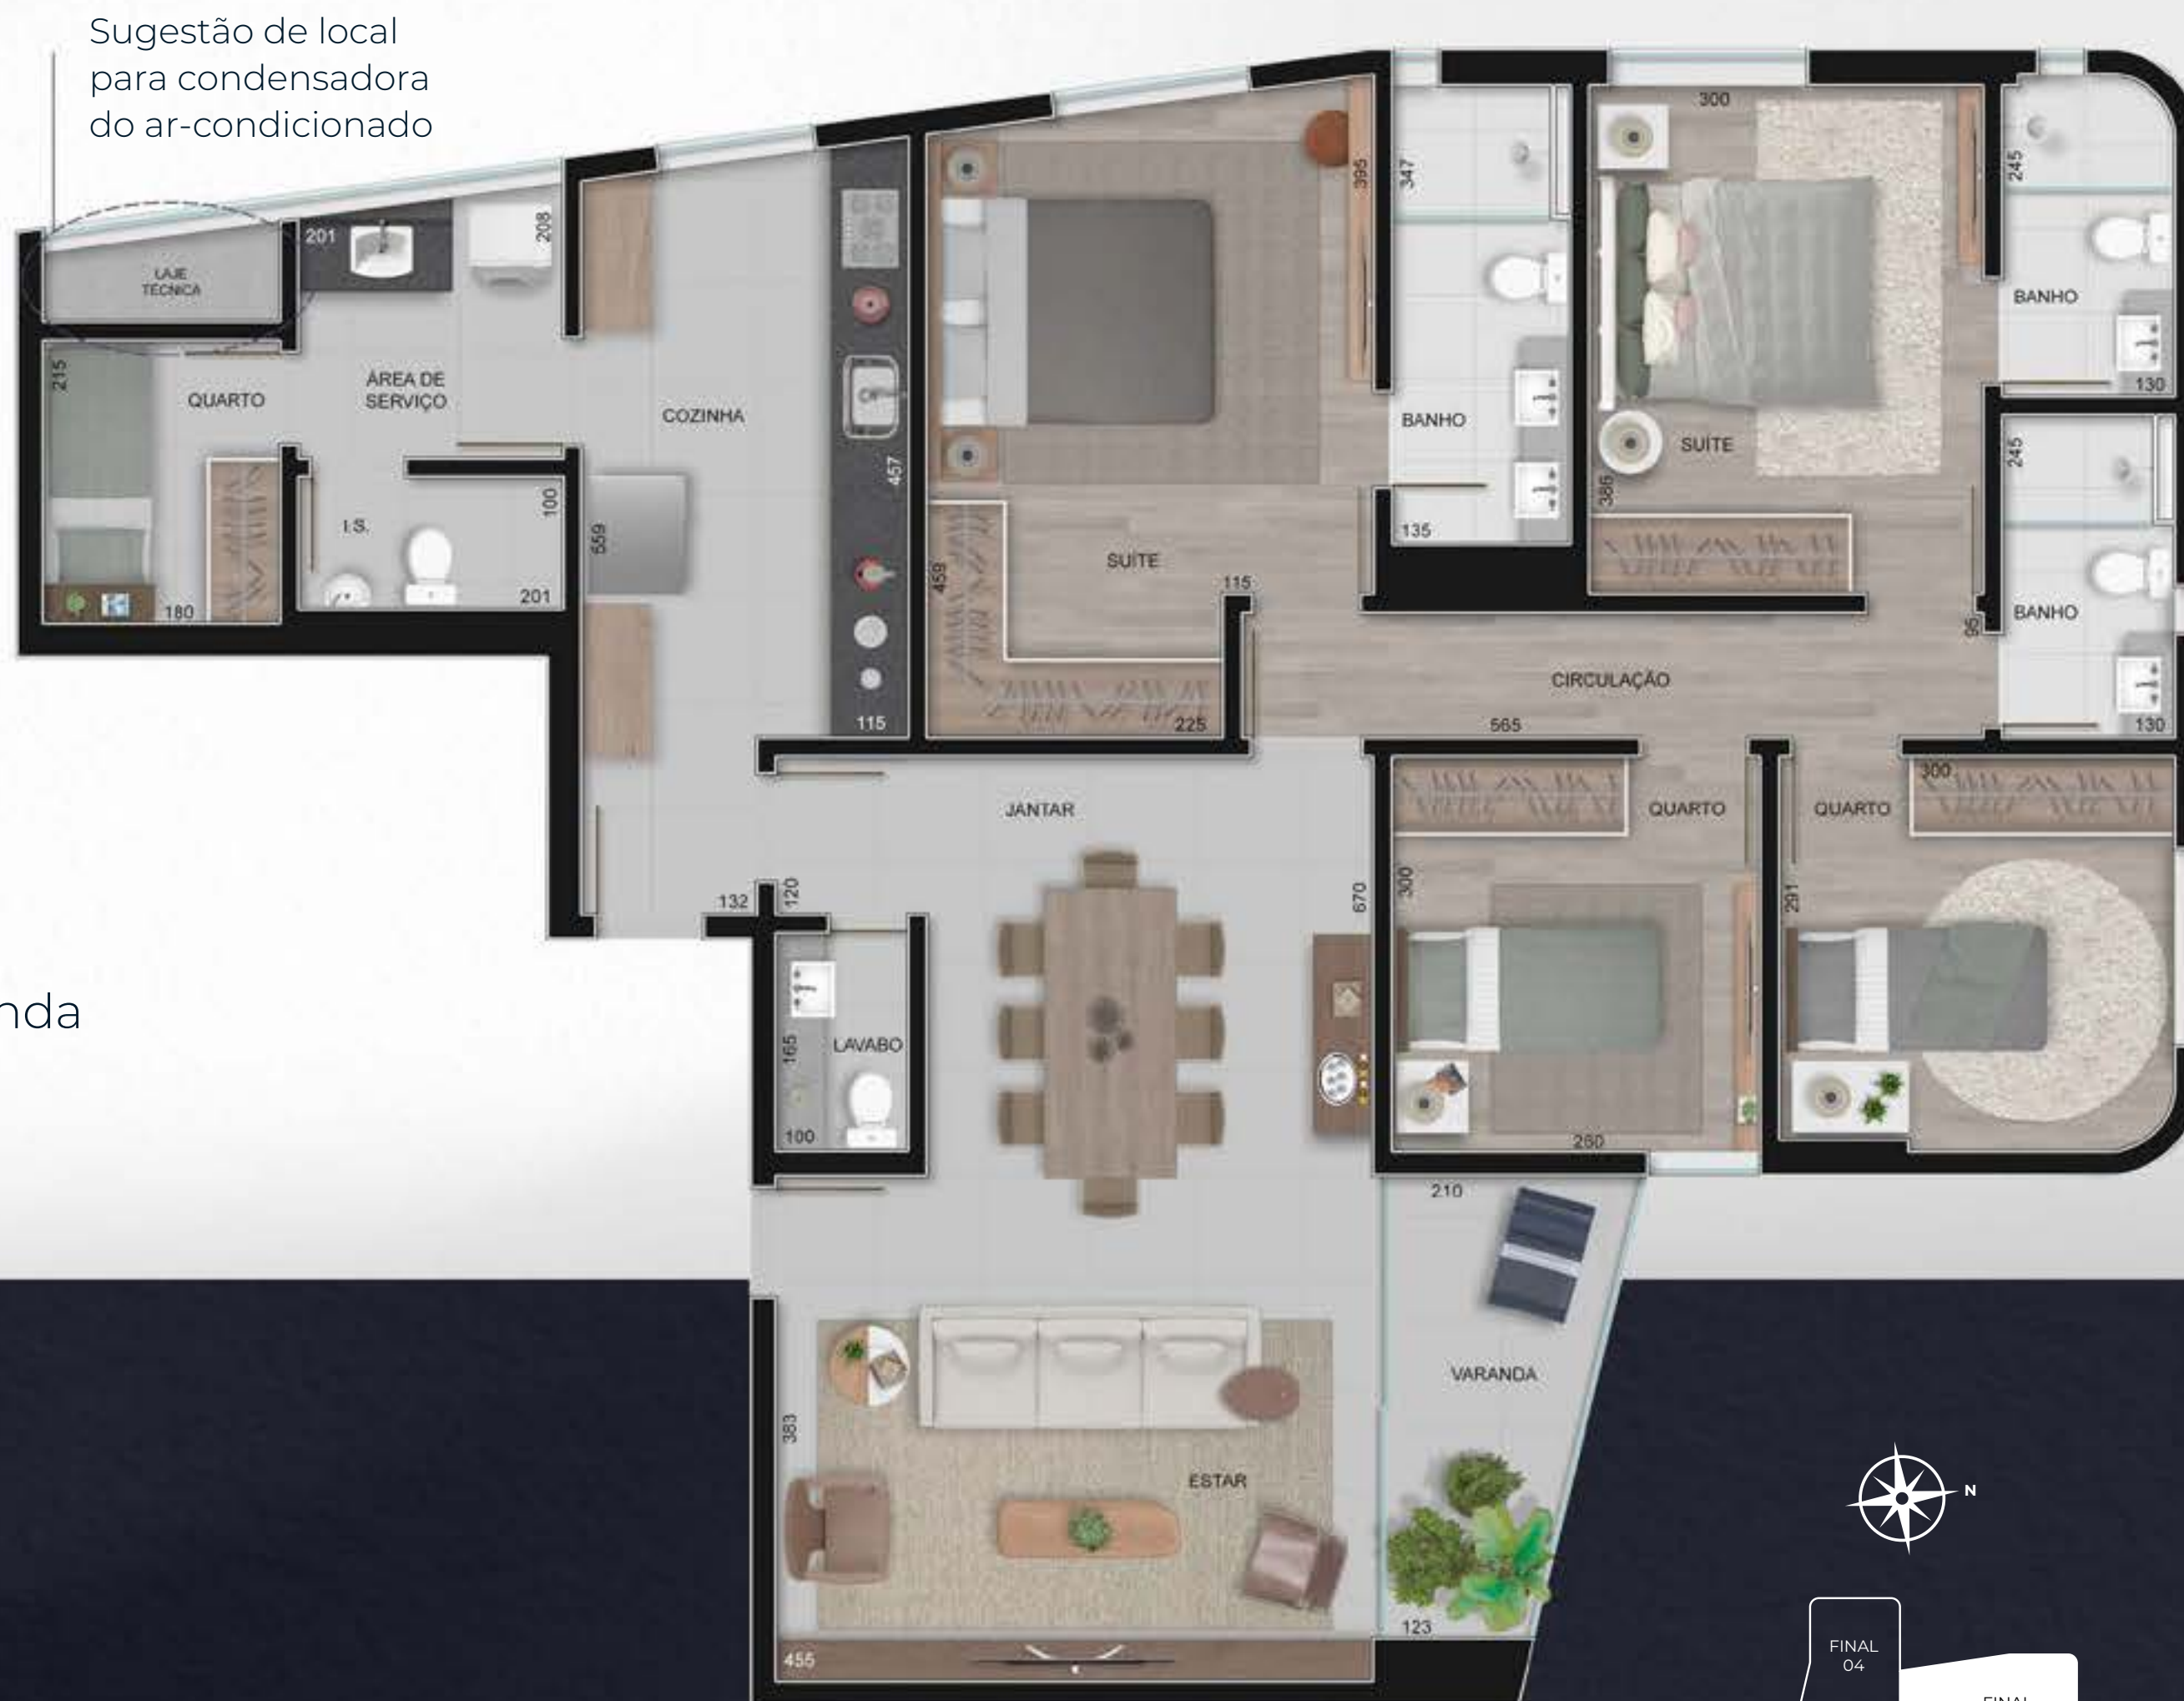 Sugestão de local
para condensadora
do ar-condicionado
LAJE
TÉCNICA
201
208
215
QUARTO
ÁREA DE
SERVIÇO
COZINHA
457
I.S.
100
201
180
559
115
395
347
300
245
BANHO
130
BANHO
135
SUÍTE
386
245
BANHO
130
SUÍTE
459
115
225
95
CIRCULAÇÃO
565
JANTAR
132
120
670
QUARTO
300
260
QUARTO
300
291
nda
165
LAVABO
100
210
VARANDA
383
ESTAR
123
455
N
FINAL
04